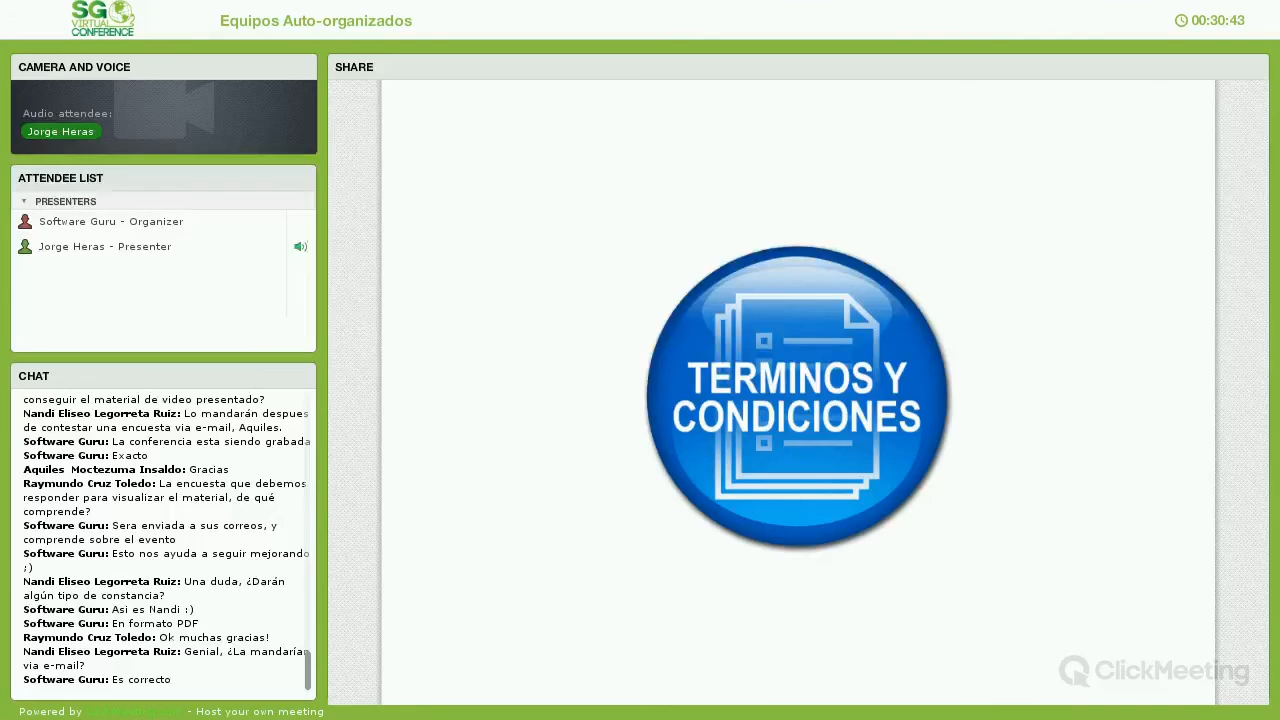 SG
VIRTUAL
CONFERENCE
Equipos Auto-organizados
00:30:43
CAMERA AND VOICE
Audio attendee:
Jorge Heras
ATTENDEE LIST
PRESENTERS
Software Guru - Organizer
Jorge Heras - Presenter
CHAT
conseguir el material de video presentado?
Nandi Eliseo Legorreta Ruiz: Lo mandarán despues
de contestar una encuesta via e-mail, Aquiles.
Software Guru: La conferencia esta siendo grabada
Software Guru: Exacto
Aquiles Moctezuma Insaldo: Gracias
Raymundo Cruz Toledo: La encuesta que debemos
responder para visualizar el material, de qué
comprende?
Software Guru: Sera enviada a sus correos, y
comprende sobre el evento
Software Guru: Esto nos ayuda a seguir mejorando
;)
Nandi Eliseo Legorreta Ruiz: Una duda, ¿Darán
algún tipo de constancia?
Software Guru: Asi es Nandi :)
Software Guru: En formato PDF
Raymundo Cruz Toledo: Ok muchas gracias!
Nandi Eliseo Legorreta Ruiz: Genial, ¿La mandarían
via e-mail?
Software Guru: Es correcto
Powered by - Host your own meeting
SHARE
TERMINOS Y
CONDICIONES
ClickMeeting